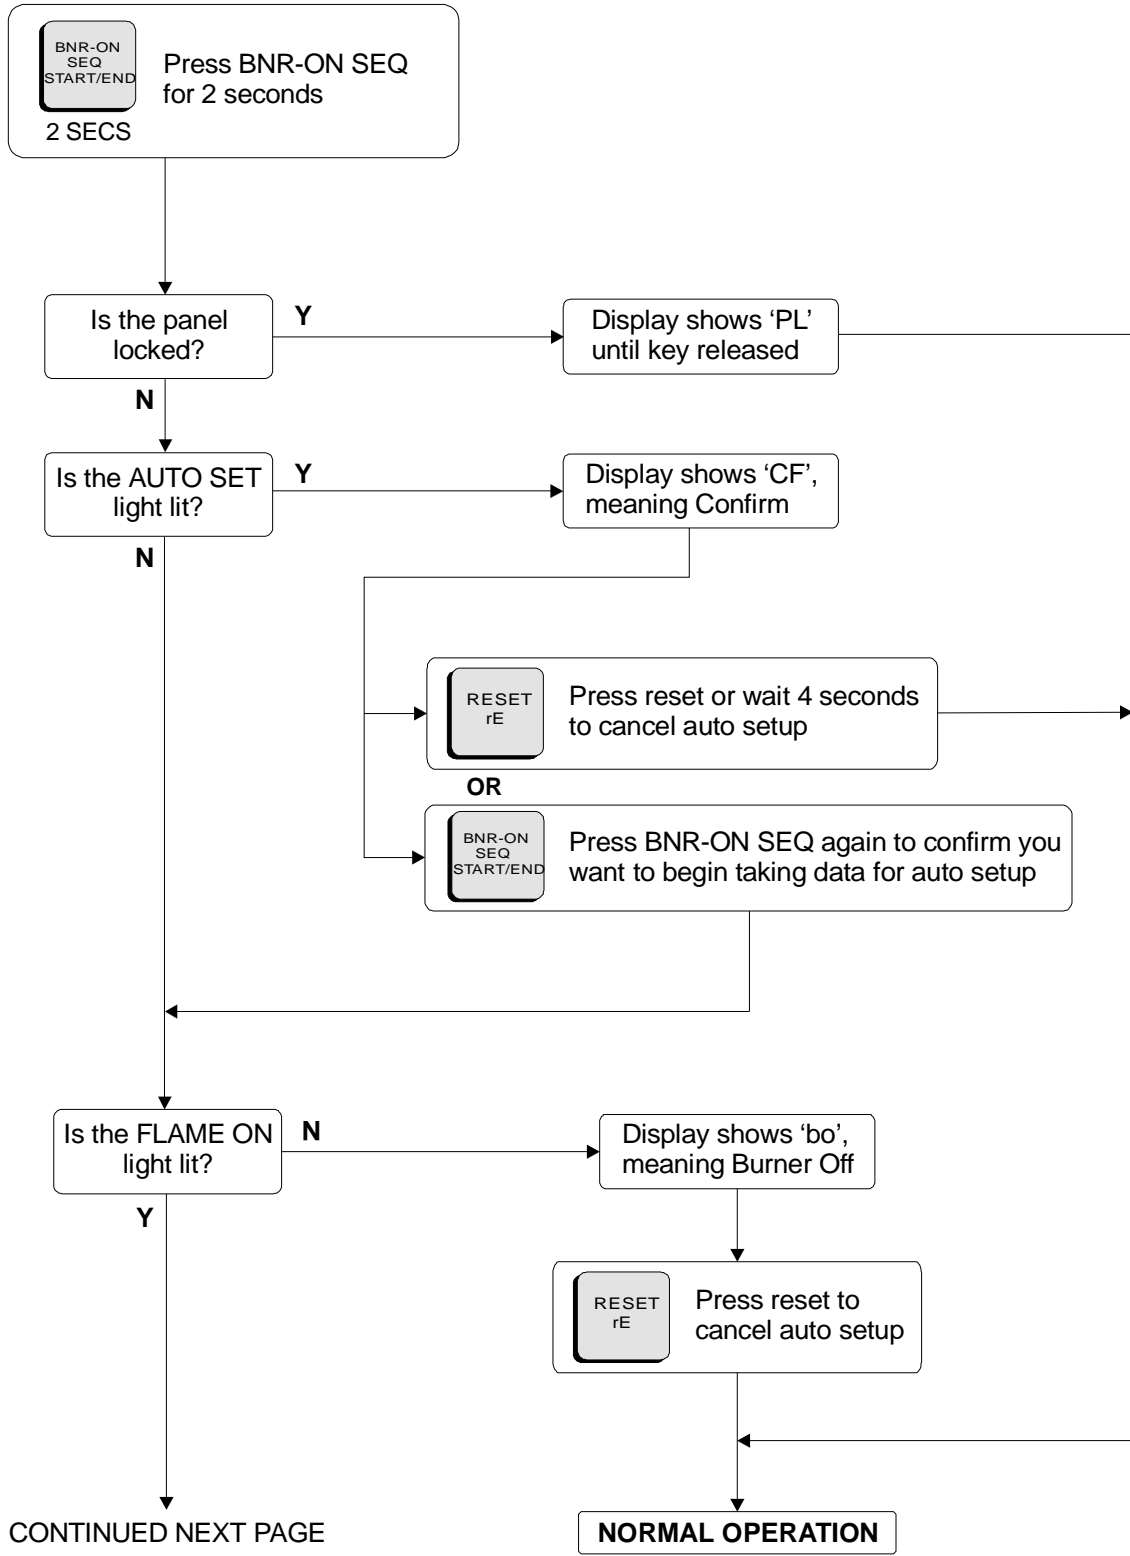 BNR-ON
SEQ
START/END
2 SECS
Press BNR-ON SEQ
for 2 seconds
Is the panel
locked?
Y
Display shows ‘PL’
until key released
N
Is the AUTO SET
light lit?
Y
Display shows ‘CF’,
meaning Confirm
N
RESET
rE
Press reset or wait 4 seconds
to cancel auto setup
OR
BNR-ON
SEQ
START/END
Press BNR-ON SEQ again to confirm you
want to begin taking data for auto setup
Is the FLAME ON
light lit?
N
Display shows ‘bo’,
meaning Burner Off
Y
RESET
rE
Press reset to
cancel auto setup
CONTINUED NEXT PAGE
NORMAL OPERATION